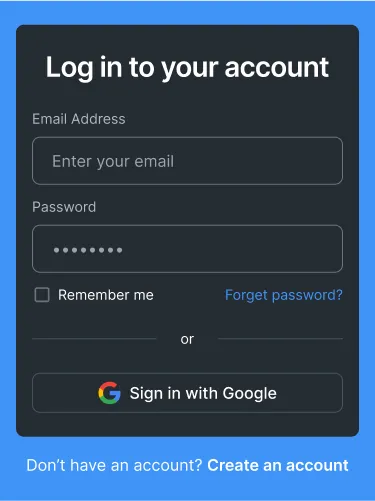 Log in to your account
Email Address
Enter your email
Password
Remember me Forget password?
or
Sign in with Google
Don’t have an account? Create an account